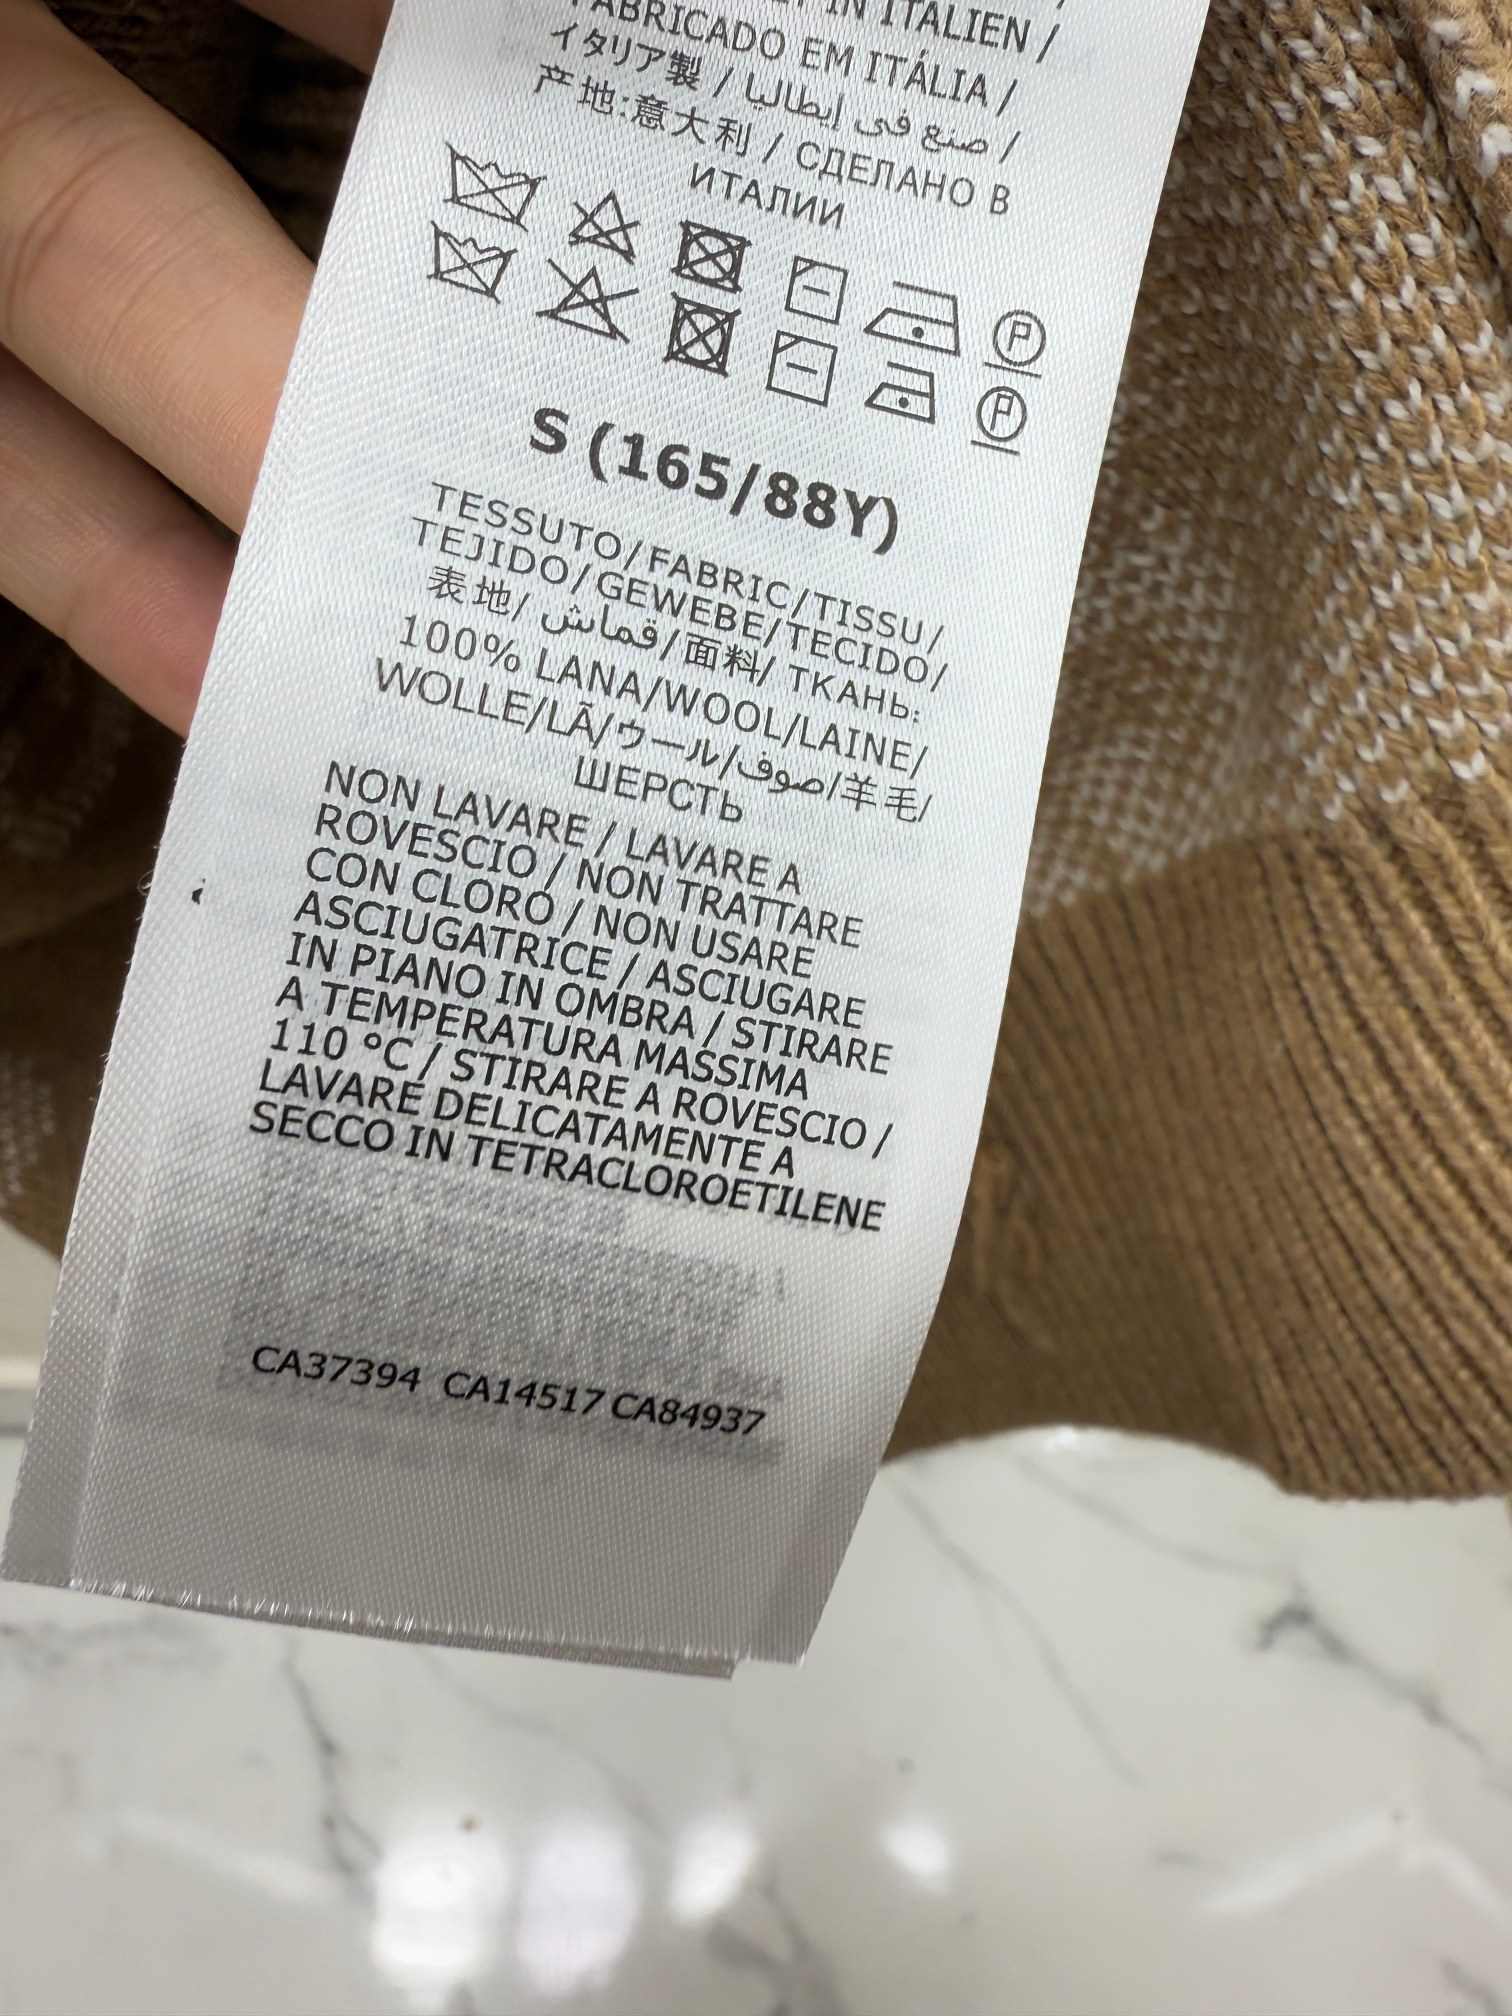 IN ITALIEN /
FABRICADO EM ITÁLIA /
イタリア製 / صنع في إيطاليا /
产地:意大利 / СДЕЛАНО В
ИТАЛИИ
S (165/88Y)
TESSUTO/FABRIC/TISSU/
TEJIDO/GEWEBE/TECIDO/
表地/ قماش/面料/ ТКАНЬ:
100% LANA/WOOL/LAINE/
WOLLE/LÃ/ウール/صوف/羊毛/
ШЕРСТЬ
NON LAVARE / LAVARE A
ROVESCIO / NON TRATTARE
CON CLORO / NON USARE
ASCIUGATRICE / ASCIUGARE
IN PIANO IN OMBRA / STIRARE
A TEMPERATURA MASSIMA
110 °C / STIRARE A ROVESCIO /
LAVARE DELICATAMENTE A
SECCO IN TETRACLOROETILENE
CA37394 CA14517 CA84937